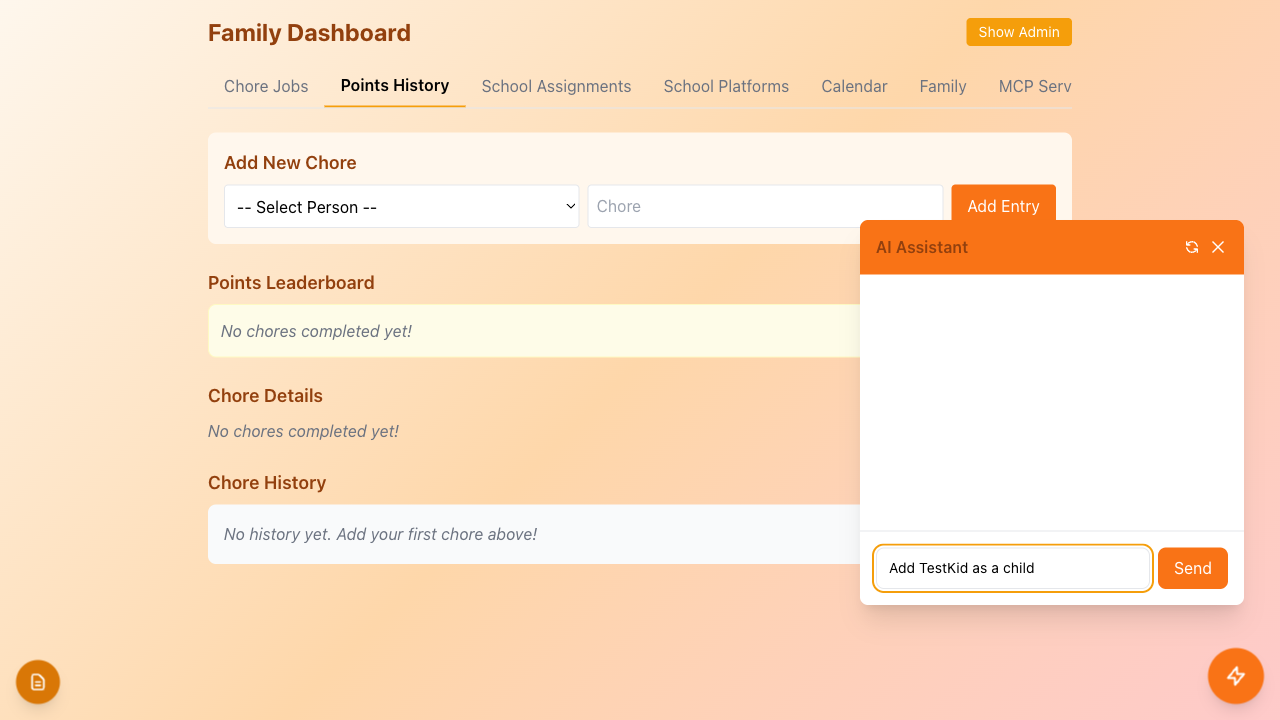 Family Dashboard
Show Admin
Chore Jobs
Points History
School Assignments
School Platforms
Calendar
Family
MCP Serv
Add New Chore
-- Select Person --
Chore
Add Entry
AI Assistant
Points Leaderboard
No chores completed yet!
Chore Details
No chores completed yet!
Chore History
No history yet. Add your first chore above!
Add TestKid as a child
Send